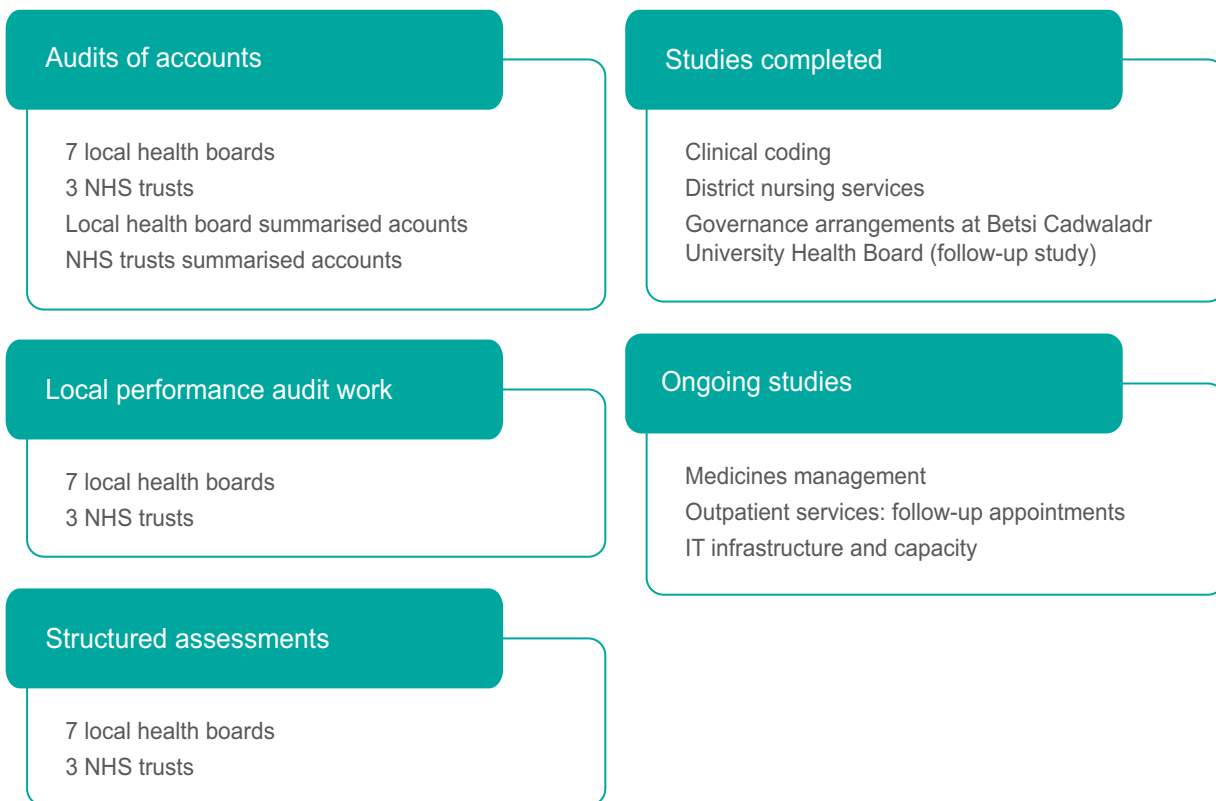 Audits of accounts
7 local health boards
3 NHS trusts
Local health board summarised acounts
NHS trusts summarised accounts
Local performance audit work
7 local health boards
3 NHS trusts
Structured assessments
7 local health boards
3 NHS trusts
Studies completed
Clinical coding
District nursing services
Governance arrangements at Betsi Cadwaladr
University Health Board (follow-up study)
Ongoing studies
Medicines management
Outpatient services: follow-up appointments
IT infrastructure and capacity